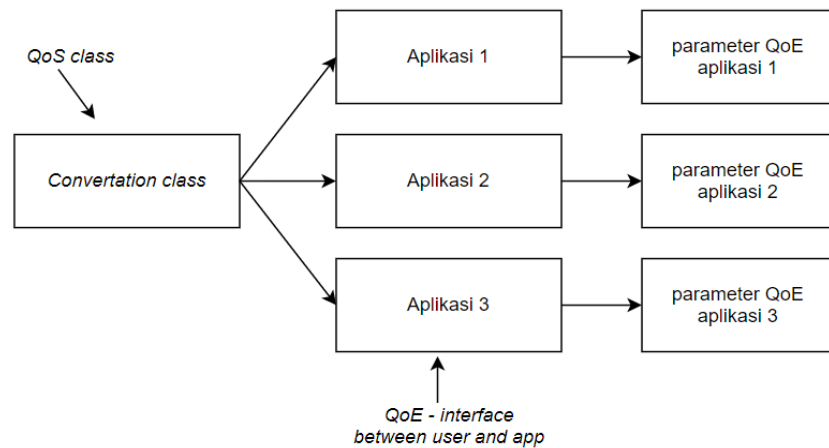 QoS class
Convertation class
Aplikasi 1
parameter QoE
aplikasi 1
Aplikasi 2
parameter QoE
aplikasi 2
Aplikasi 3
parameter QoE
aplikasi 3
QoE - interface
between user and app